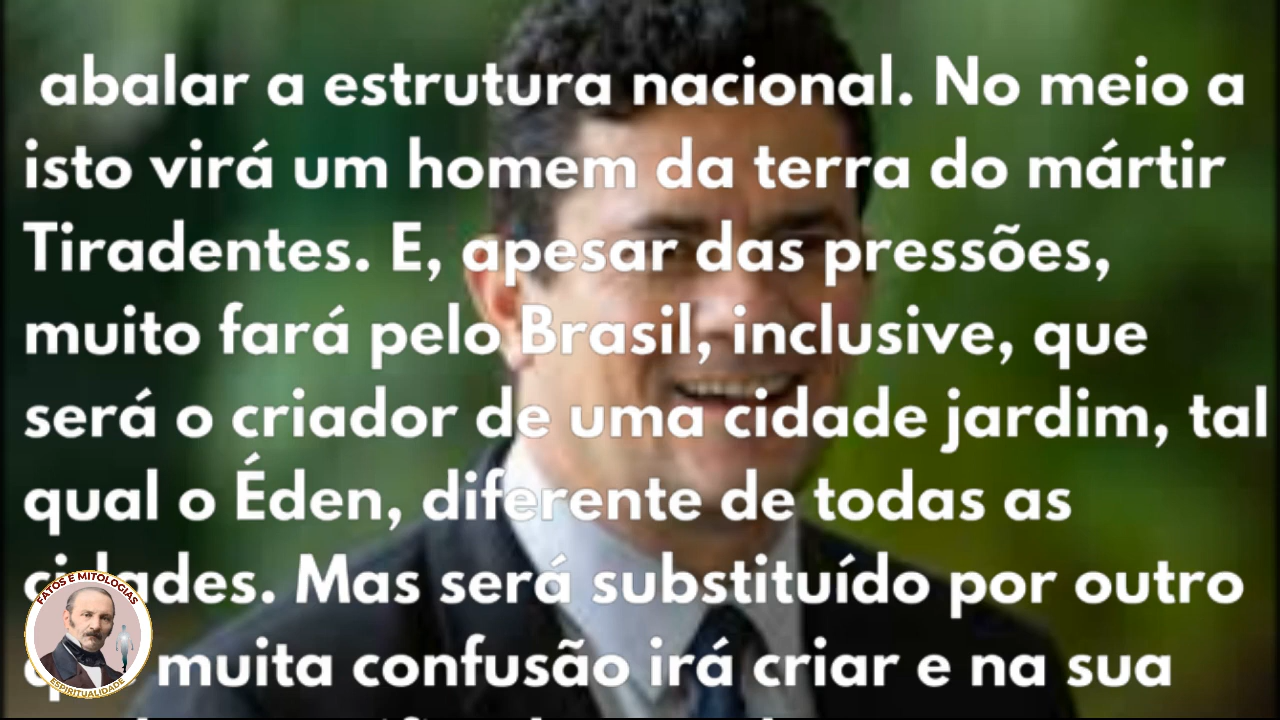 abalar a estrutura nacional. No meio a
isto virá um homem da terra do mártir
Tiradentes. E, apesar das pressões,
muito fará pelo Brasil, inclusive, que
será o criador de uma cidade jardim, tal
qual o Éden, diferente de todas as
cidades. Mas será substituído por outro
muita confusão irá criar e na sua
FATOS E MITOLOGIAS
ESPIRITUALIDADE